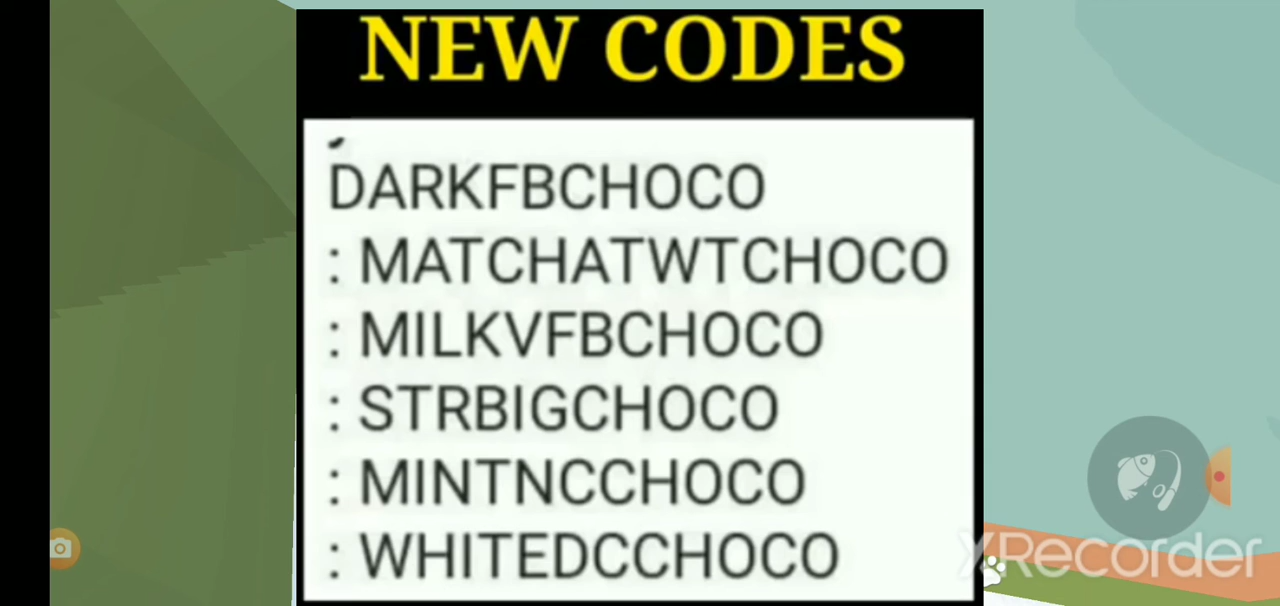 NEW CODES
DARKFBCHOCO
: MATCHATWTCHOCO
: MILKVFBCHOCO
: STRBIGCHOCO
: MINTNCCHOCO
: WHITEDCCHOCO
XRecorder